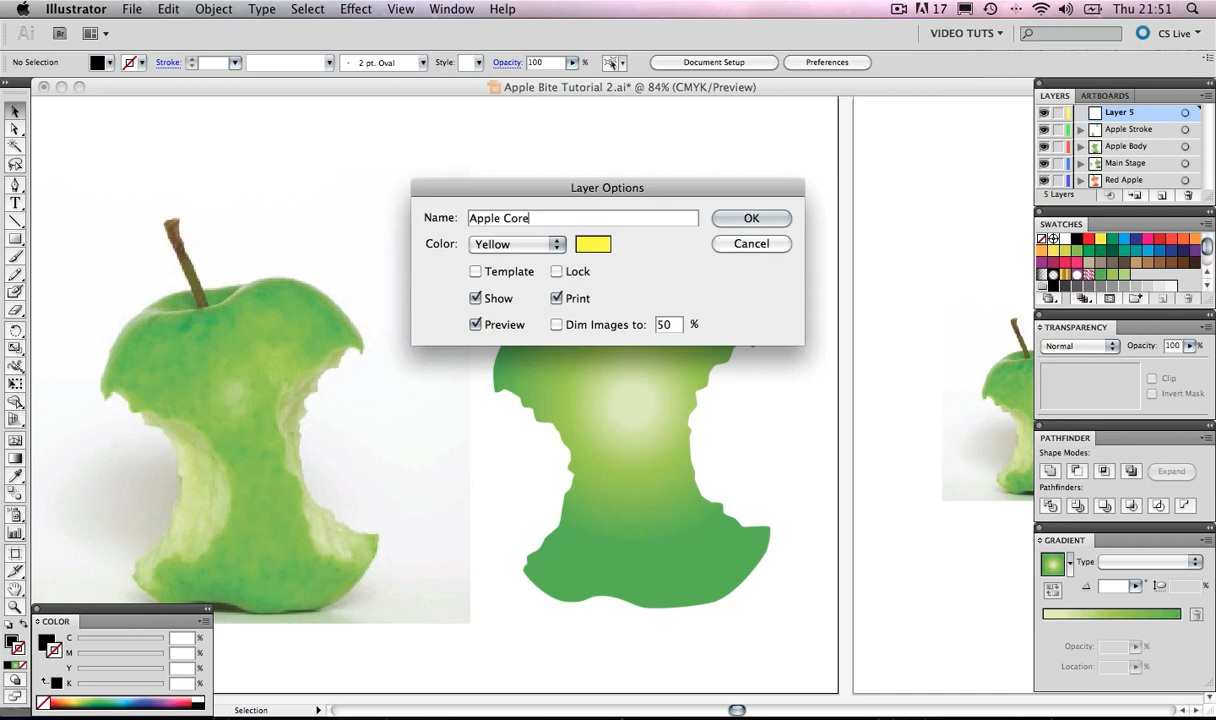 Illustrator File Edit Object Type Select Effect View Window Help 17 Thu 21:51
Ai Br VIDEO TUTS CS Live
No Selection Stroke: 2 pt. Oval Style: Opacity: 100 % Document Setup Preferences
Apple Bite Tutorial 2.ai* @ 84% (CMYK/Preview)
Layer Options
Name: Apple Core OK
Color: Yellow Cancel
Template Lock
Show Print
Preview Dim Images to: 50 %
LAYERS ARTBOARDS
Layer 5
Apple Stroke
Apple Body
Main Stage
Red Apple
5 Layers
SWATCHES
TRANSPARENCY
Normal Opacity: 100 %
Clip
Invert Mask
PATHFINDER
Shape Modes:
Expand
Pathfinders:
GRADIENT
Type
°
%
Opacity: %
Location: %
COLOR
C %
M %
Y %
K %
T
Selection